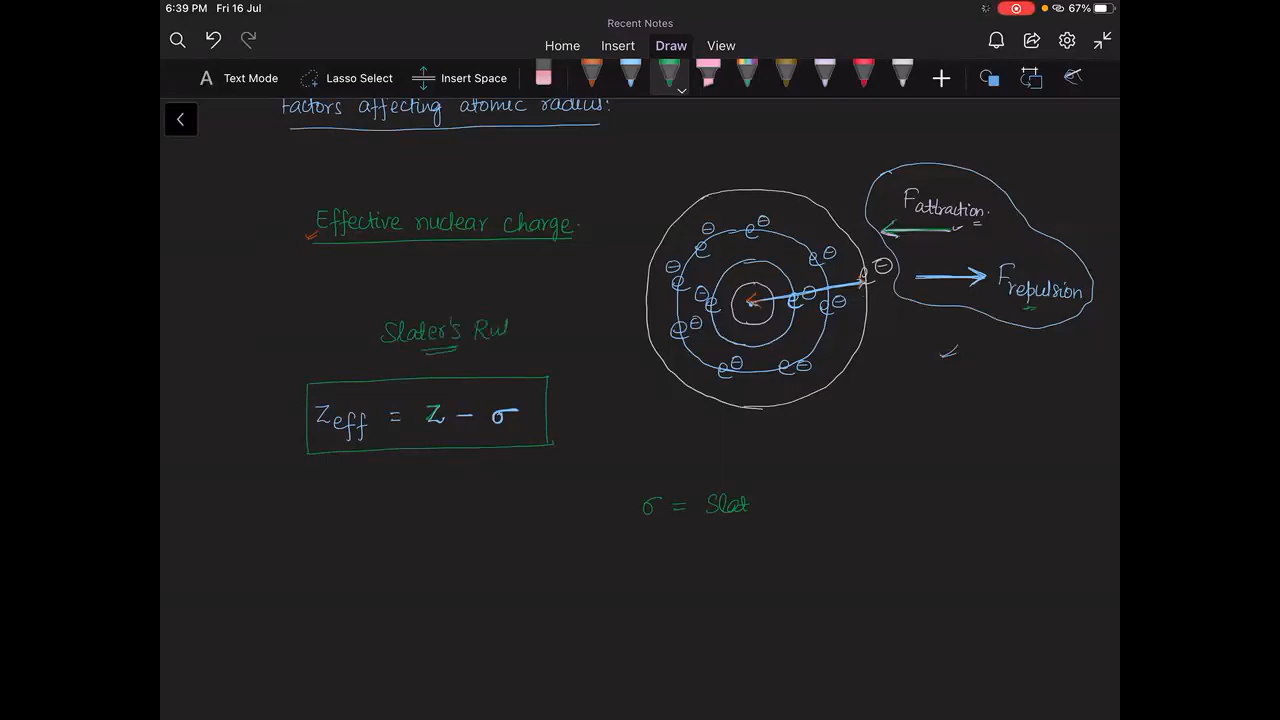 6:39 PM Fri 16 Jul
67%
Recent Notes
Home Insert Draw View
A Text Mode Lasso Select Insert Space
Factors affecting atomic radius:
Effective nuclear charge.
Slater's Rul
Zeff = Z - σ
σ = Slat
e⊖ e⊖
e⊖ e⊖
e⊖ e⊖ e⊖ e⊖
e⊖
e⊖ e⊖
Fattraction.
Frepulsion